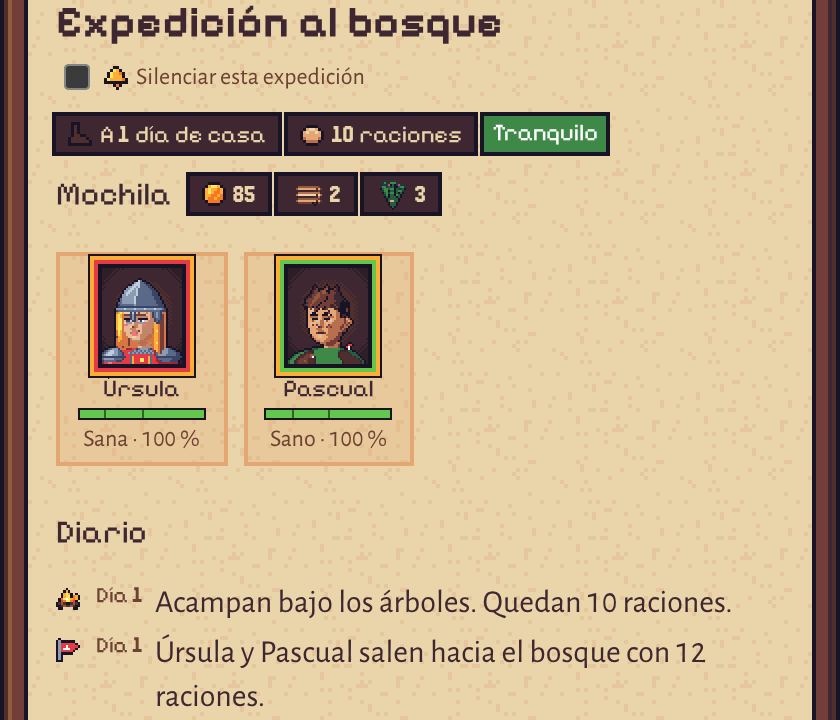 Expedición al bosque
Silenciar esta expedición
A 1 día de casa
10 raciones
Tranquilo
Mochila
85
2
3
Úrsula
Pascual
Sana · 100 %
Sano · 100 %
Diario
Día 1 Acampan bajo los árboles. Quedan 10 raciones.
Día 1 Úrsula y Pascual salen hacia el bosque con 12
raciones.